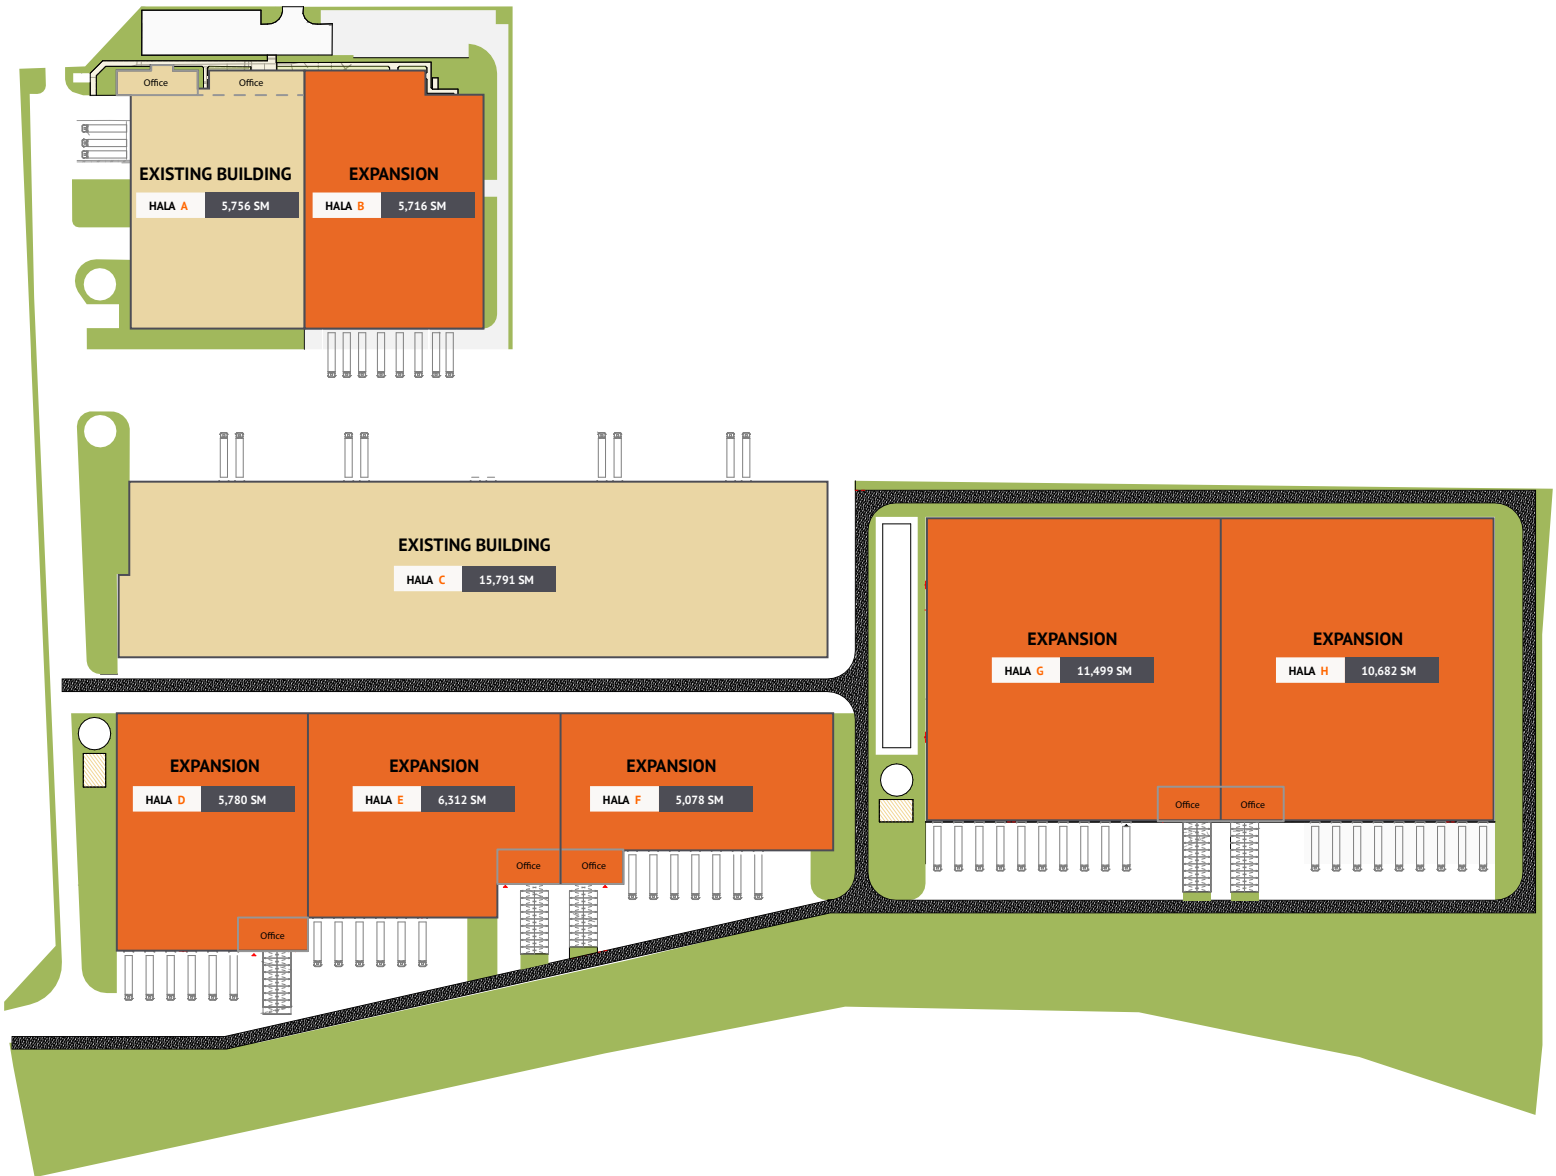 Office
Office
EXISTING BUILDING
HALA A 5,756 SM
EXPANSION
HALA B 5,716 SM
EXISTING BUILDING
HALA C 15,791 SM
EXPANSION
HALA G 11,499 SM
EXPANSION
HALA H 10,682 SM
Office
Office
EXPANSION
HALA D 5,780 SM
EXPANSION
HALA E 6,312 SM
EXPANSION
HALA F 5,078 SM
Office
Office
Office